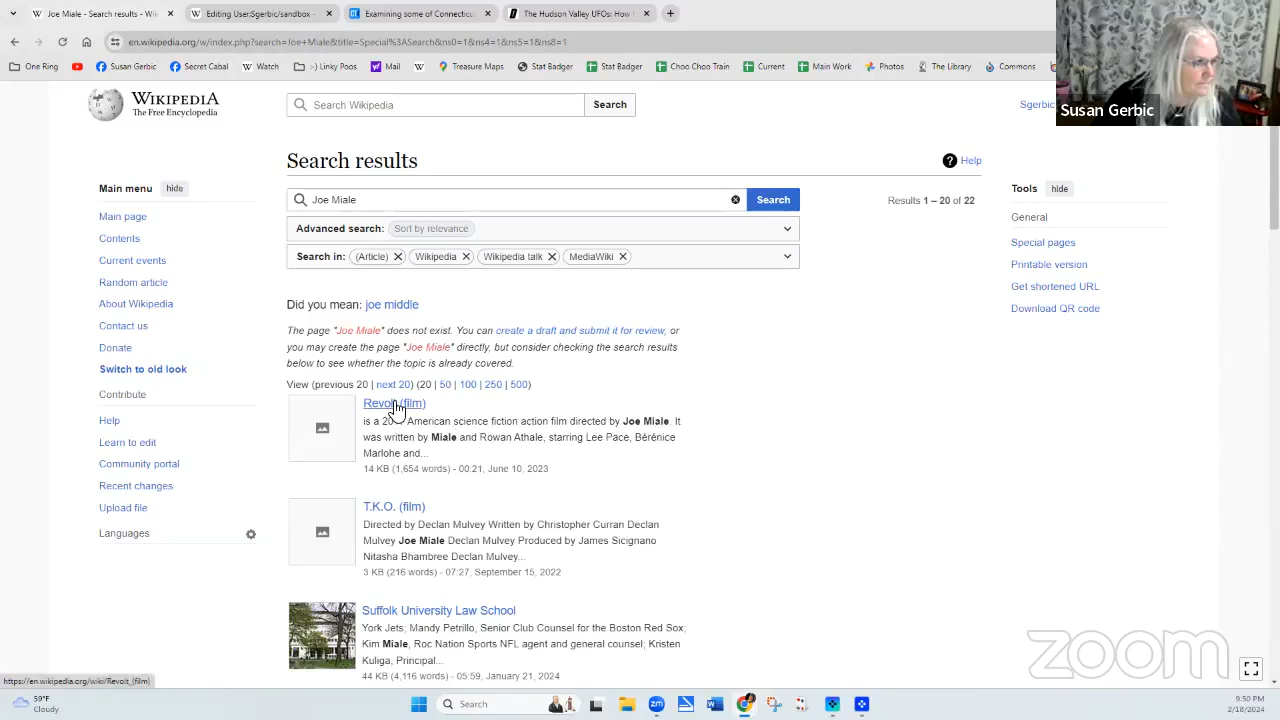 Joe Miale - Wikipedia - Search
Editing UserSgerbic/sandbox -
Examining some of Connecticut
The Hudson Valley UFOs: How
en.wikipedia.org/w/index.php?search=Joe+Miale&title=Special%3ASearch&ns0=1&ns4=1&ns5=1&ns8=1
One Ring
Susan Gerbic
Secret Cabal
Watch
:-) Linky Pool
Mail
Treasure Maps
Stat Badger
Stat Badger
Choo Choo Train
Current
Main Work
Photos
The Library
Commons
Susan Gerbic
WIKIPEDIA
The Free Encyclopedia
Search Wikipedia
Search
Sgerbic
Search results
Help
Main menu hide
Joe Miale
Search
Results 1 – 20 of 22
Tools hide
Main page
Contents
Current events
Random article
About Wikipedia
Contact us
Donate
Switch to old look
Contribute
Help
Learn to edit
Community portal
Recent changes
Upload file
Languages
Advanced search: Sort by relevance
Search in: (Article) Wikipedia Wikipedia talk MediaWiki
Did you mean: joe middle
The page "Joe Miale" does not exist. You can create a draft and submit it for review, or
you may create the page "Joe Miale" directly, but consider checking the search results
below to see whether the topic is already covered.
View (previous 20 | next 20) (20 | 50 | 100 | 250 | 500)
Revolt (film)
is a American science fiction action film directed by Joe Miale. It
was written by Miale and Rowan Athale, starring Lee Pace, Bérénice
Marlohe and...
14 KB (1,654 words) - 00:21, June 10, 2023
T.K.O. (film)
Directed by Declan Mulvey Written by Christopher Curran Declan
Mulvey Joe Miale Declan Mulvey Produced by James Sicignano
Nitasha Bhambree Declan Mulvey...
3 KB (216 words) - 07:27, September 15, 2022
Suffolk University Law School
York Jets; Mandy Petrillo, Senior Club Counsel for the Boston Red Sox;
Kim Miale, Roc Nation Sports NFL agent and general counsel; Kristen
Kuliga, Principal...
44 KB (4,116 words) - 05:59, January 21, 2024
General
Special pages
Printable version
Get shortened URL
Download QR code
zoom
https://en.wikipedia.org/wiki/Revolt_(film)
59°F
Cloudy
Search
9:50 PM
2/18/2024